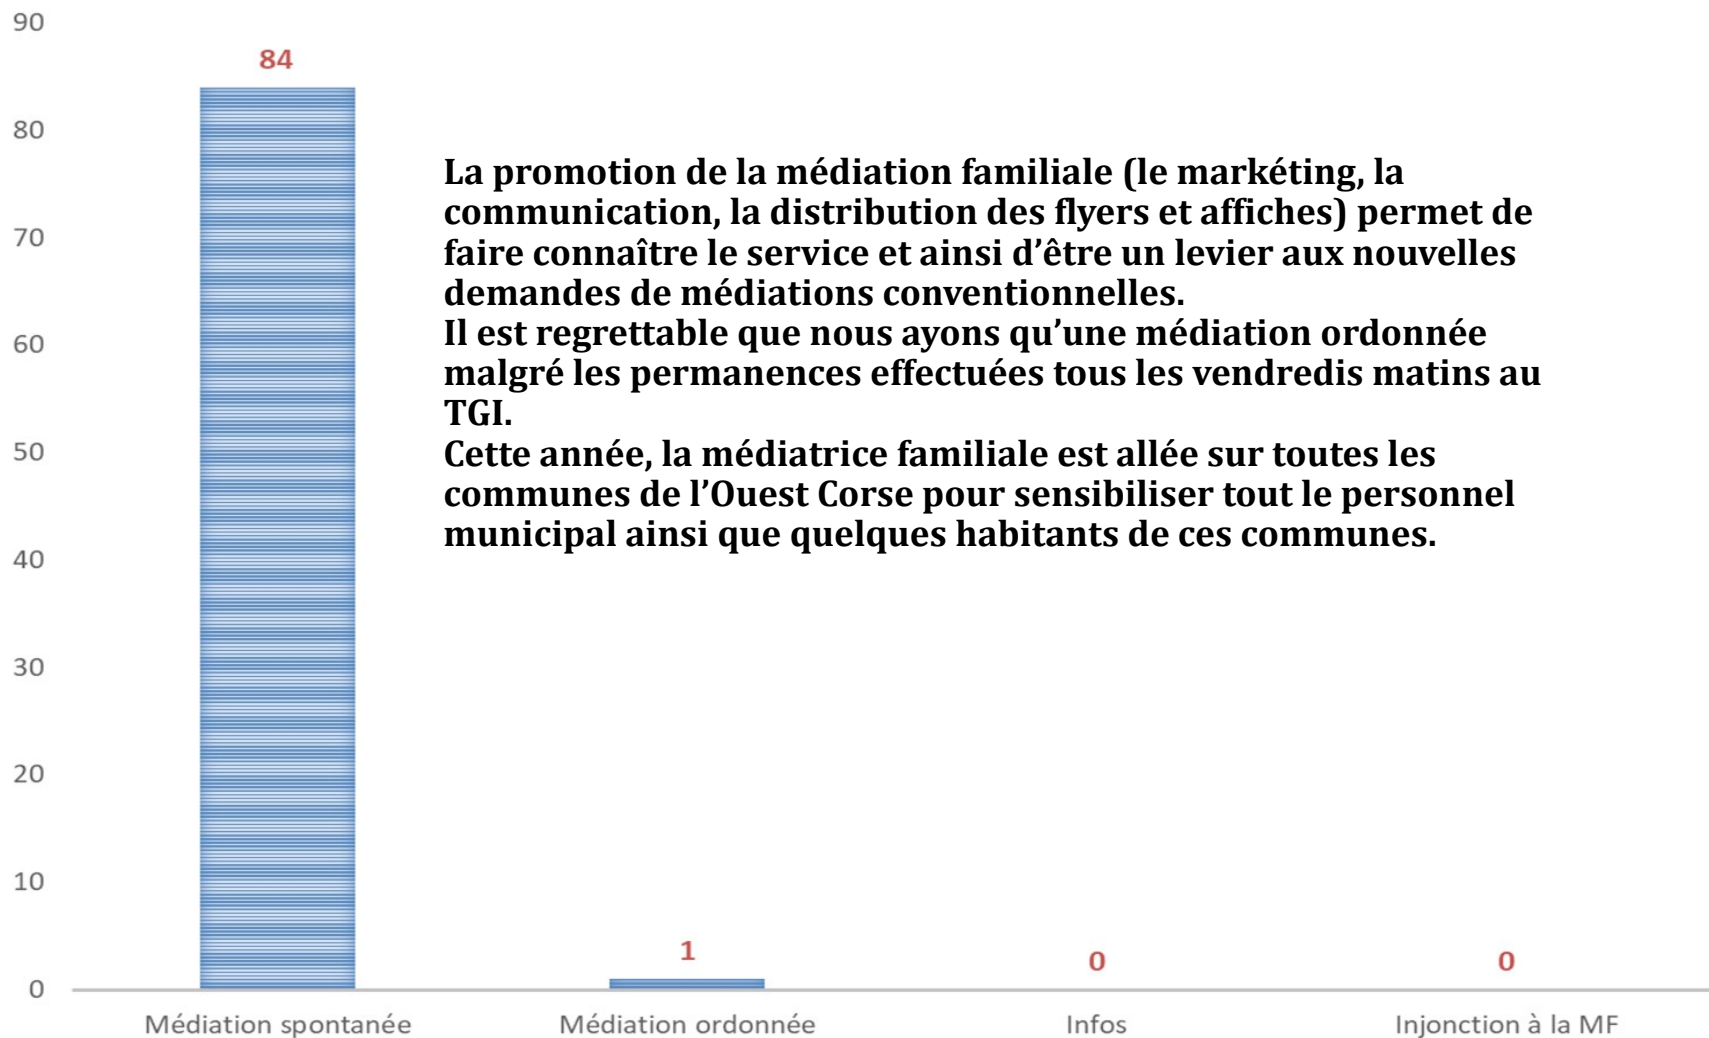 90
84
80
70
60
50
40
30
20
10
0
La promotion de la médiation familiale (le markéting, la
communication, la distribution des flyers et affiches) permet de
faire connaître le service et ainsi d’être un levier aux nouvelles
demandes de médiations conventionnelles.
Il est regrettable que nous ayons qu’une médiation ordonnée
malgré les permanences effectuées tous les vendredis matins au
TGI.
Cette année, la médiatrice familiale est allée sur toutes les
communes de l’Ouest Corse pour sensibiliser tout le personnel
municipal ainsi que quelques habitants de ces communes.
1
0
0
Médiation spontanée
Médiation ordonnée
Infos
Injonction à la MF